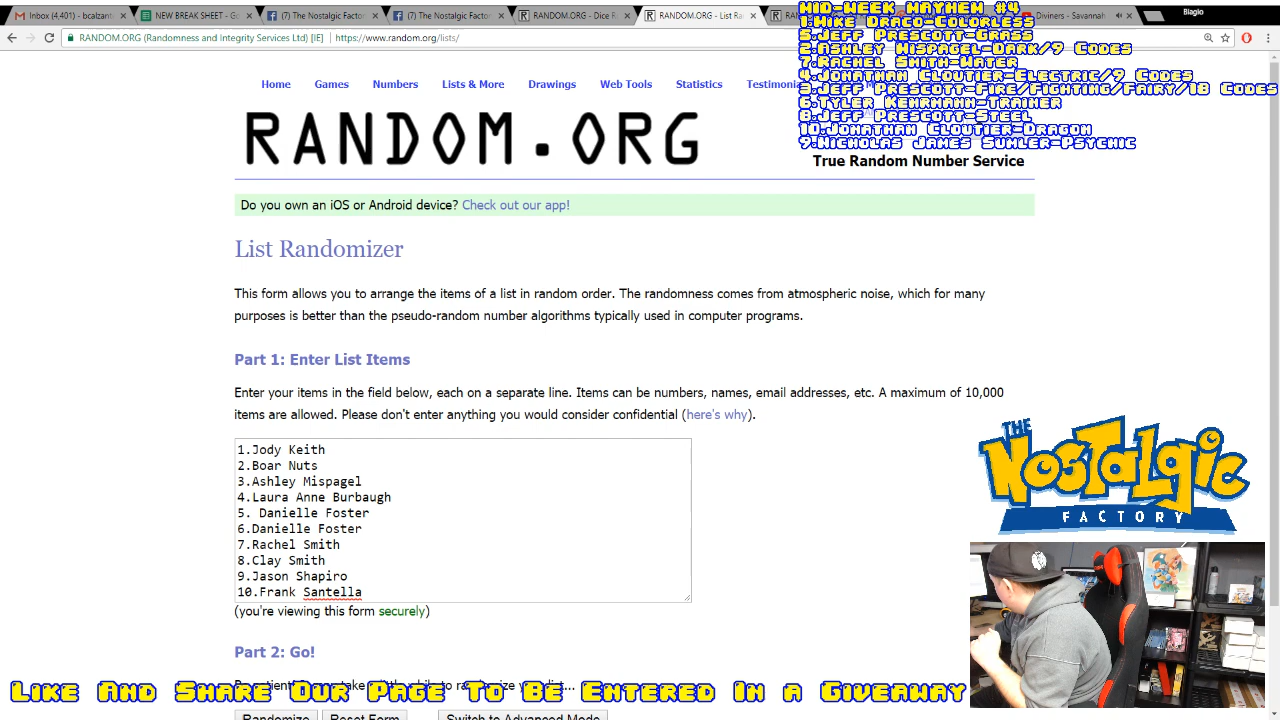 Inbox (4,401) - bcalzant
NEW BREAK SHEET - Go
(7) The Nostalgic Factor
(7) The Nostalgic Factor
RANDOM.ORG - Dice R
RANDOM.ORG - List Ra
Diviners - Savannah
Biagio
RANDOM.ORG (Randomness and Integrity Services Ltd) [IE]
https://www.random.org/lists/
MID-WEEK MAYHEM #4
1.Mike Draco-Colorless
5.Jeff Prescott-Grass
2.Ashley Mispagel-Dark/9 Codes
7.Rachel Smith-Water
4.Jonathan Cloutier-Electric/9 Codes
3.Jeff Prescott-Fire/Fighting/Fairy/18 Codes
6.Tyler Kehrmann-Trainer
8.Jeff Prescott-Steel
10.Jonathan Cloutier-Dragon
9.Nicholas James Sumler-Psychic
Home Games Numbers Lists & More Drawings Web Tools Statistics Testimonia
RANDOM.ORG
True Random Number Service
Do you own an iOS or Android device? Check out our app!
List Randomizer
This form allows you to arrange the items of a list in random order. The randomness comes from atmospheric noise, which for many
purposes is better than the pseudo-random number algorithms typically used in computer programs.
Part 1: Enter List Items
Enter your items in the field below, each on a separate line. Items can be numbers, names, email addresses, etc. A maximum of 10,000
items are allowed. Please don't enter anything you would consider confidential (here's why).
1.Jody Keith
2.Boar Nuts
3.Ashley Mispagel
4.Laura Anne Burbaugh
5. Danielle Foster
6.Danielle Foster
7.Rachel Smith
8.Clay Smith
9.Jason Shapiro
10.Frank Santella
(you're viewing this form securely)
Part 2: Go!
Like And Share Our Page To Be Entered In a Giveaway
Randomize Reset Form Switch to Advanced Mode
THE NOSTALGIC FACTORY